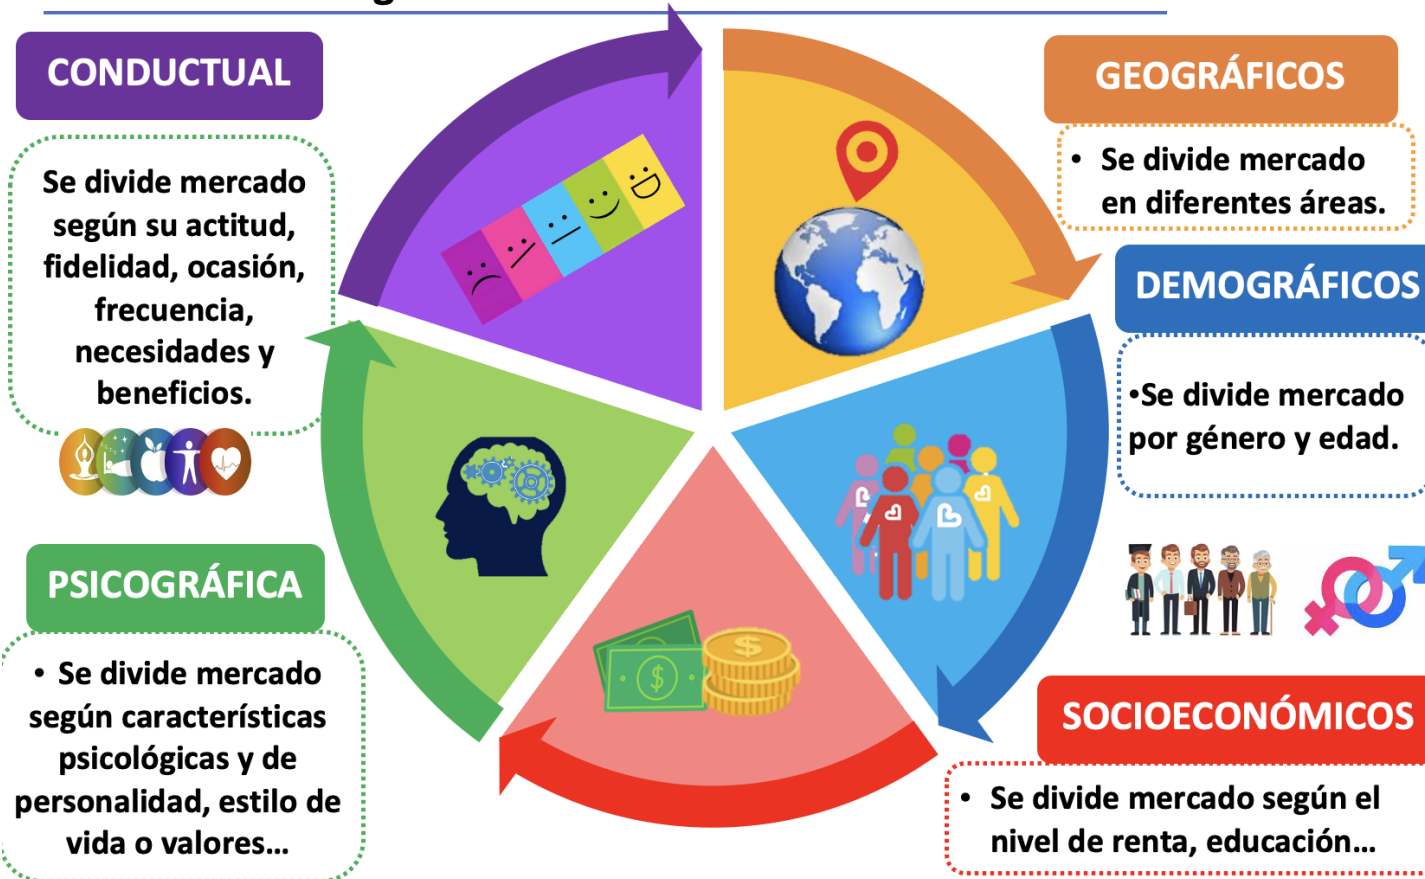 CONDUCTUAL
Se divide mercado
según su actitud,
fidelidad, ocasión,
frecuencia,
necesidades y
beneficios.
GEOGRÁFICOS
• Se divide mercado
en diferentes áreas.
DEMOGRÁFICOS
•Se divide mercado
por género y edad.
PSICOGRÁFICA
• Se divide mercado
según características
psicológicas y de
personalidad, estilo de
vida o valores...
SOCIOECONÓMICOS
• Se divide mercado según el
nivel de renta, educación...